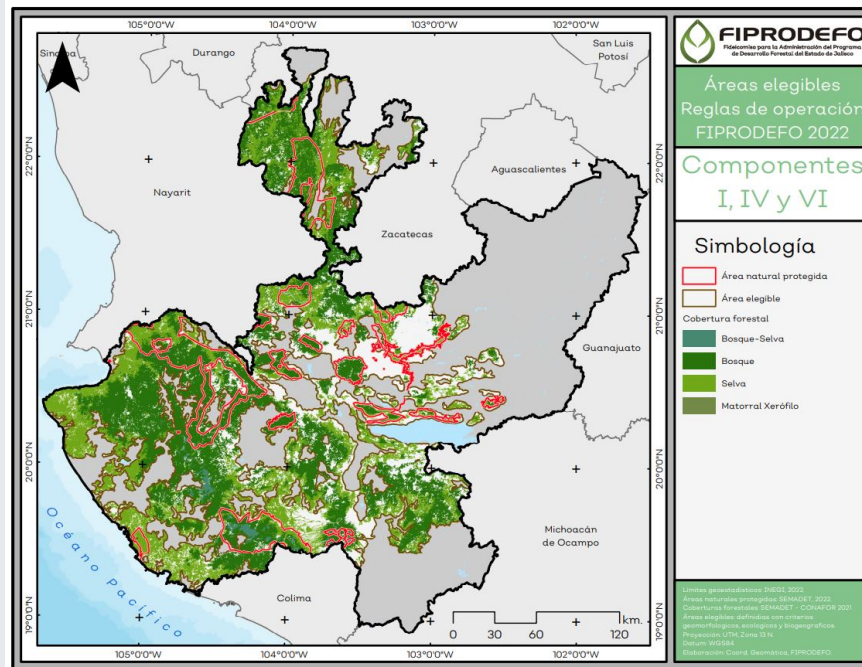 105°0'0"O
104°0'0"O
103°0'0"O
102°0'0"O
Durango
San Luis
Potosí
Nayarit
Aguascalientes
Zacatecas
Guanajuato
Michoacán
de Ocampo
Colima
Océano Pacífico
22°0'0"N
21°0'0"N
20°0'0"N
19°0'0"N
22°0'0"N
21°0'0"N
20°0'0"N
19°0'0"N
0 30 60 120
km.
105°0'0"O
104°0'0"O
103°0'0"O
102°0'0"O
FIPRODEFO
Fideicomiso para la Administración del Programa
de Desarrollo Forestal del Estado de Jalisco
Áreas elegibles
Reglas de operación
FIPRODEFO 2022
Componentes
I, IV y VI
Simbología
Área natural protegida
Área elegible
Cobertura forestal
Bosque-Selva
Bosque
Selva
Matorral Xerófilo
Límites geoestadísticos: INEGI, 2022
Áreas naturales protegidas: SEMADET, 2022
Coberturas forestales: SEMADET - CONAFOR 2021
Áreas elegibles definidas con criterios
geomorfológicos, ecológicos y biogeográficos.
Proyección: UTM, Zona 13 N
Datum: WGS84
Elaboración: Coord. Geomática, FIPRODEFO